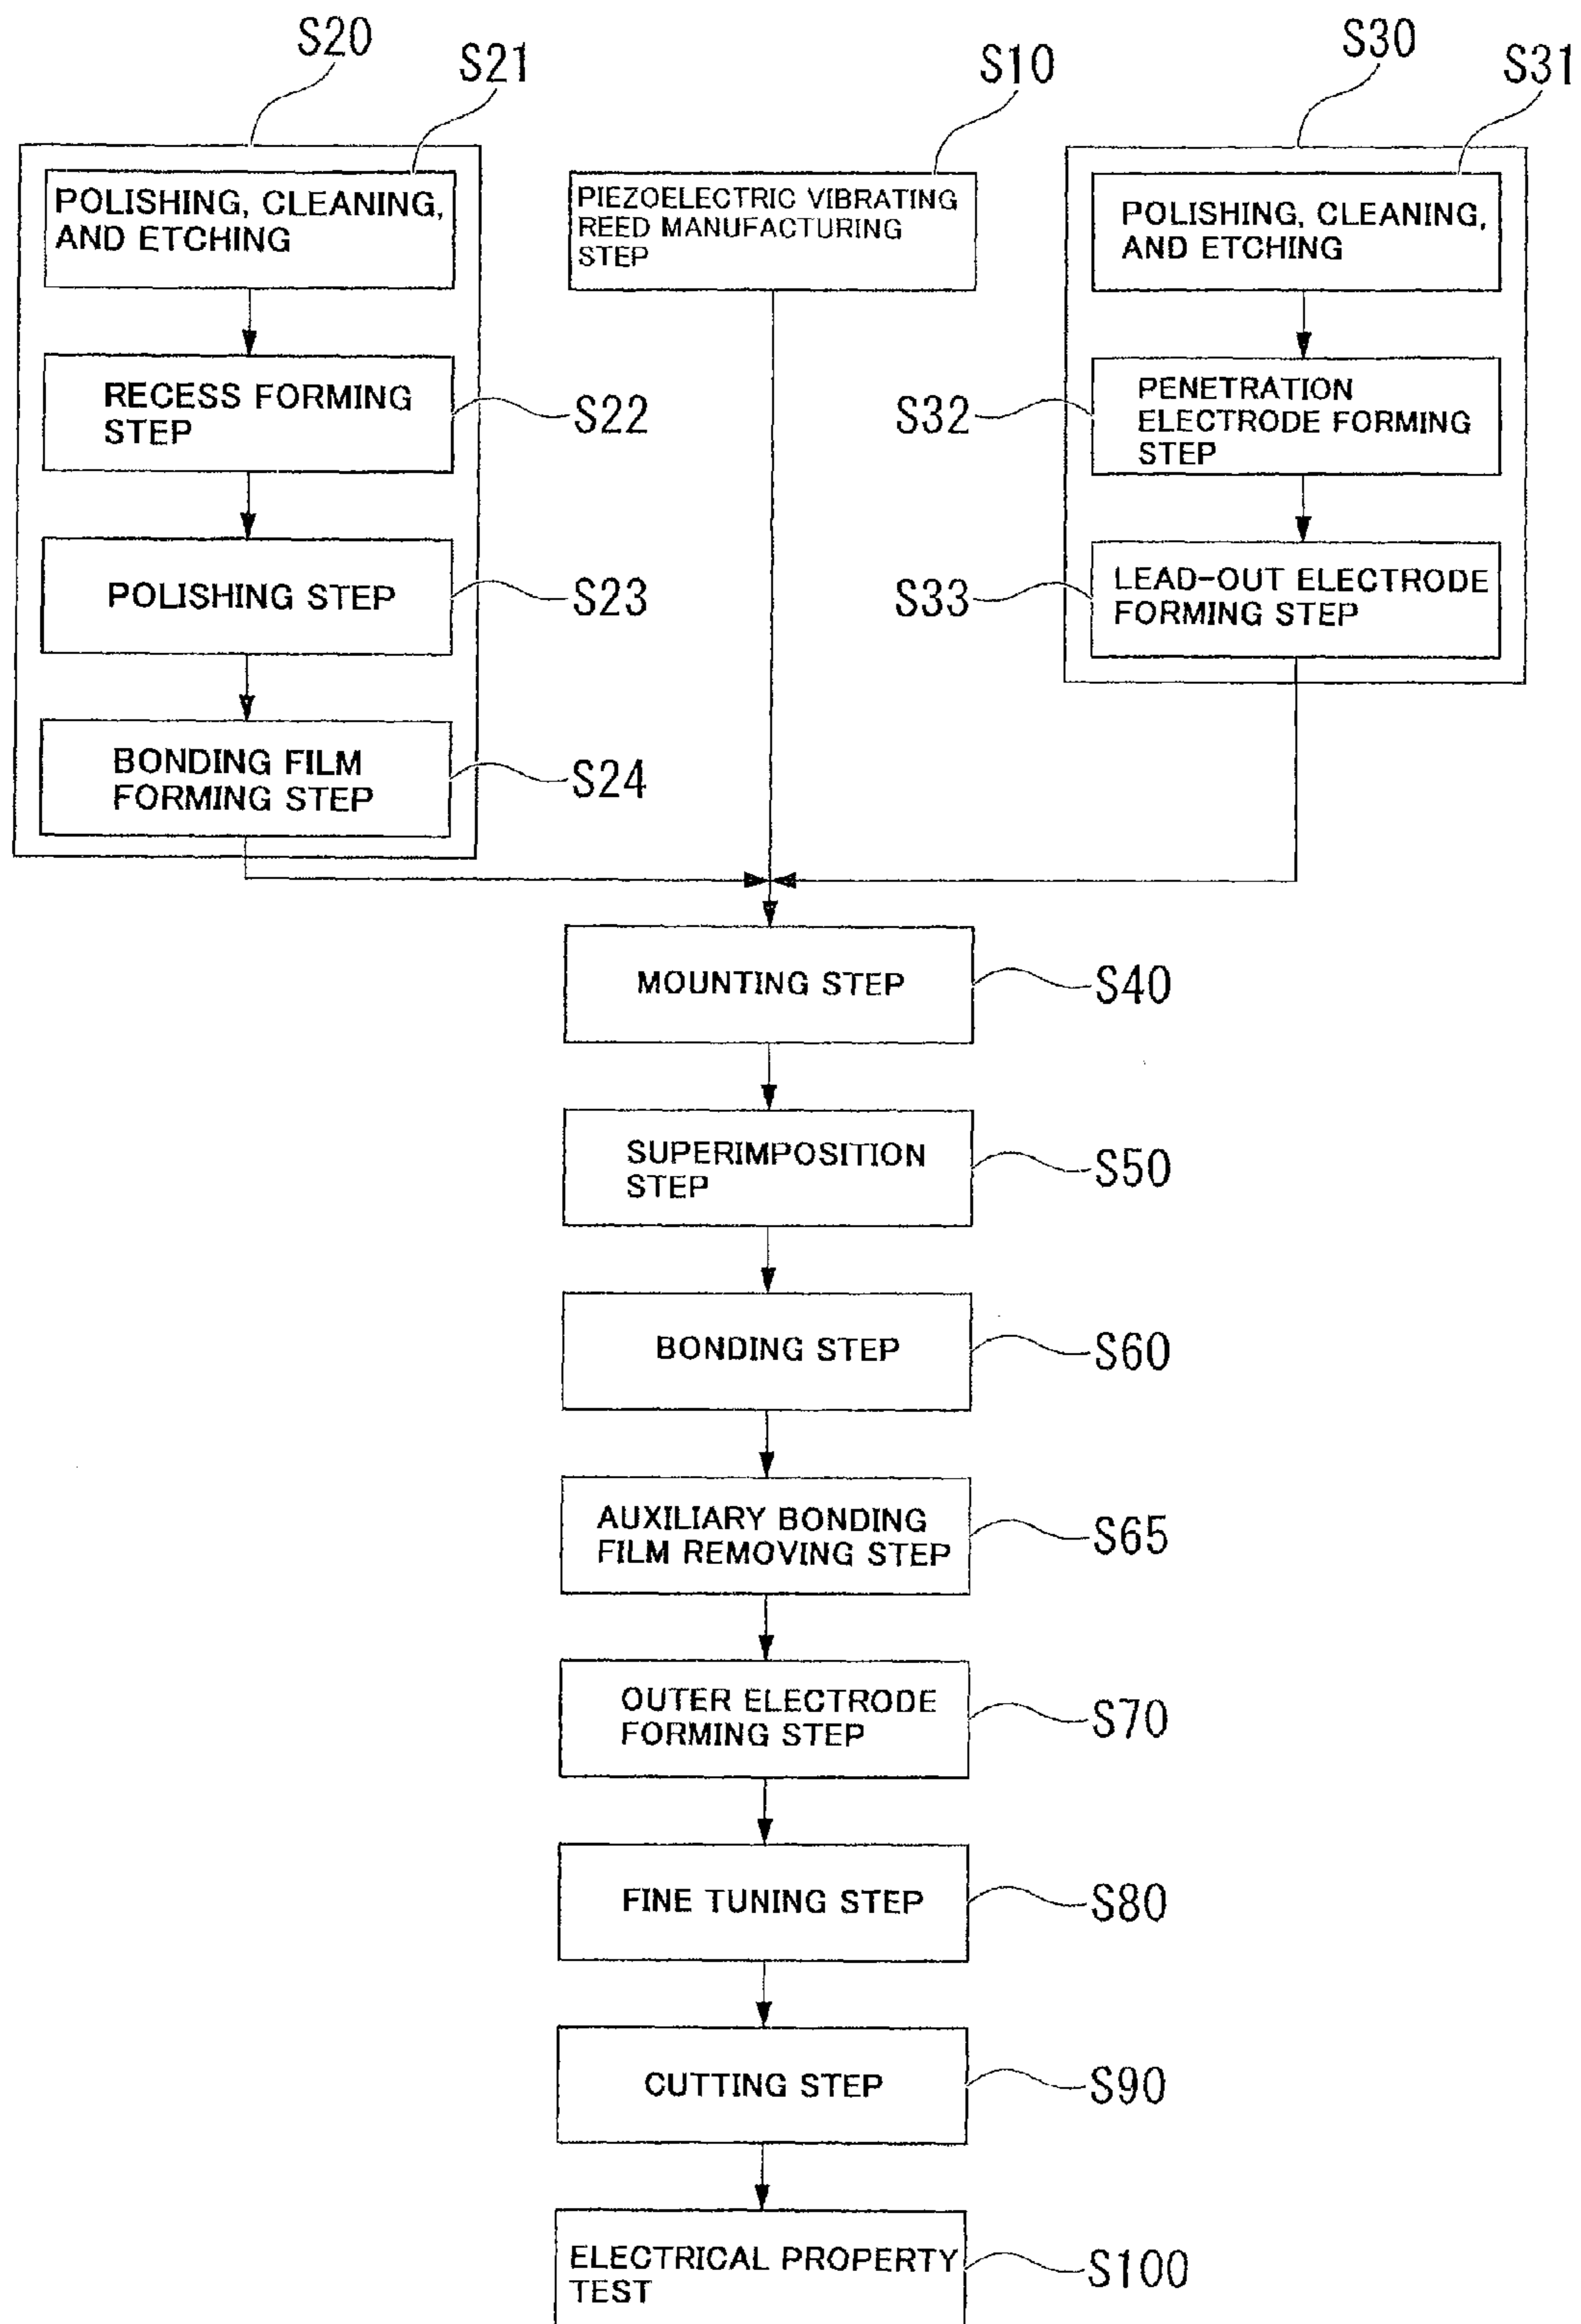 S20
S21
S10
S30
S31
POLISHING, CLEANING,
AND ETCHING
PIEZOELECTRIC VIBRATING
REED MANUFACTURING
STEP
POLISHING, CLEANING,
AND ETCHING
RECESS FORMING
STEP
S22
S32
PENETRATION
ELECTRODE FORMING
STEP
POLISHING STEP
S23
S33
LEAD-OUT ELECTRODE
FORMING STEP
BONDING FILM
FORMING STEP
S24
MOUNTING STEP
S40
SUPERIMPOSITION
STEP
S50
BONDING STEP
S60
AUXILIARY BONDING
FILM REMOVING STEP
S65
OUTER ELECTRODE
FORMING STEP
S70
FINE TUNING STEP
S80
CUTTING STEP
S90
ELECTRICAL PROPERTY
TEST
S100